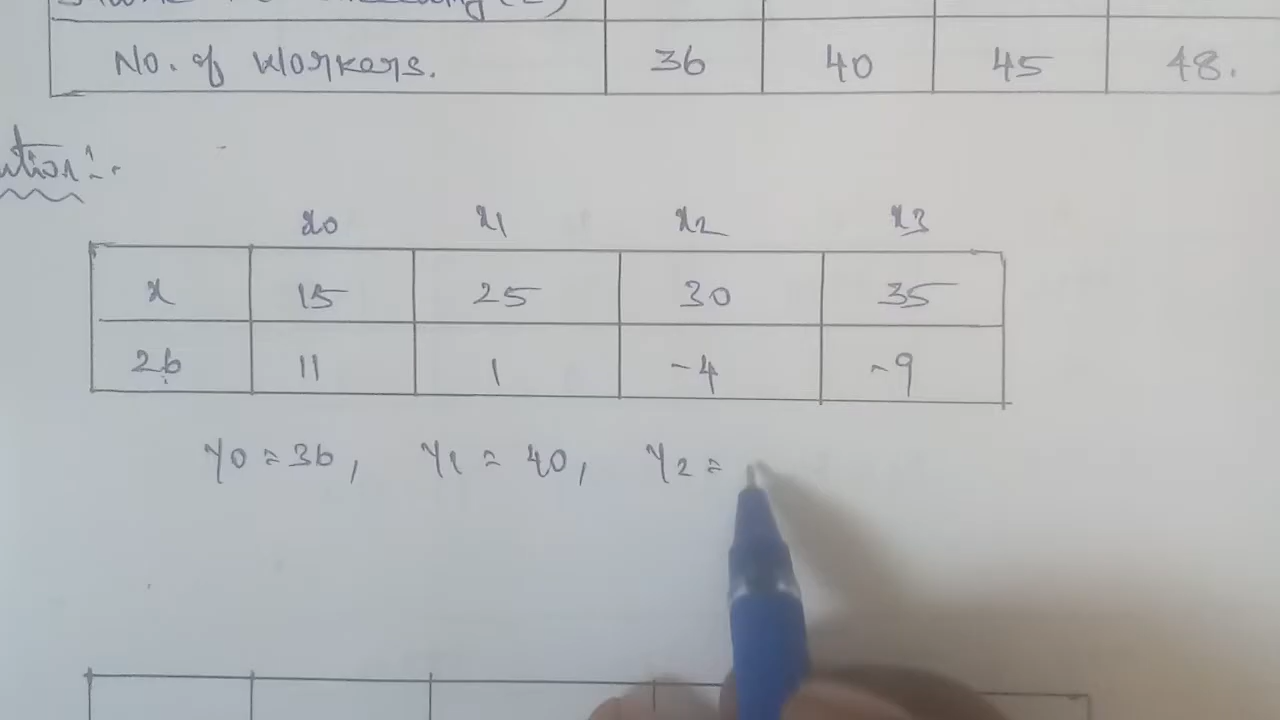 No. of workers. 36 40 45 48.
ution:-
x0 x1 x2 x3
x 15 25 30 35
26 11 1 -4 -9
y0 = 36, y1 = 40, y2 =